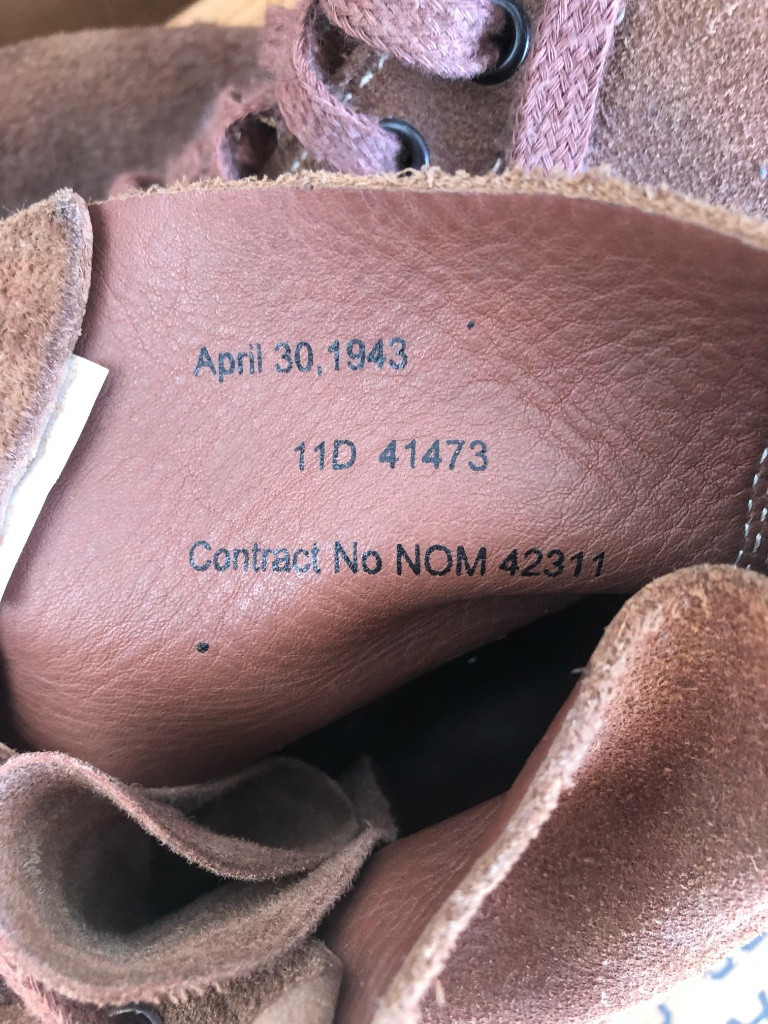 April 30,1943
11D 41473
Contract No NOM 42311